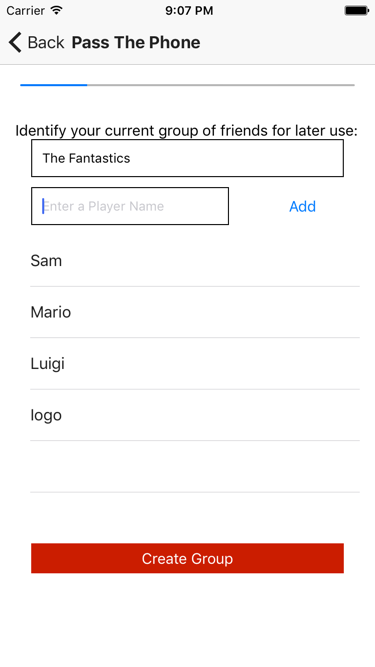 Carrier 9:07 PM
Back Pass The Phone
Identify your current group of friends for later use:
The Fantastics
Enter a Player Name Add
Sam
Mario
Luigi
logo
Create Group